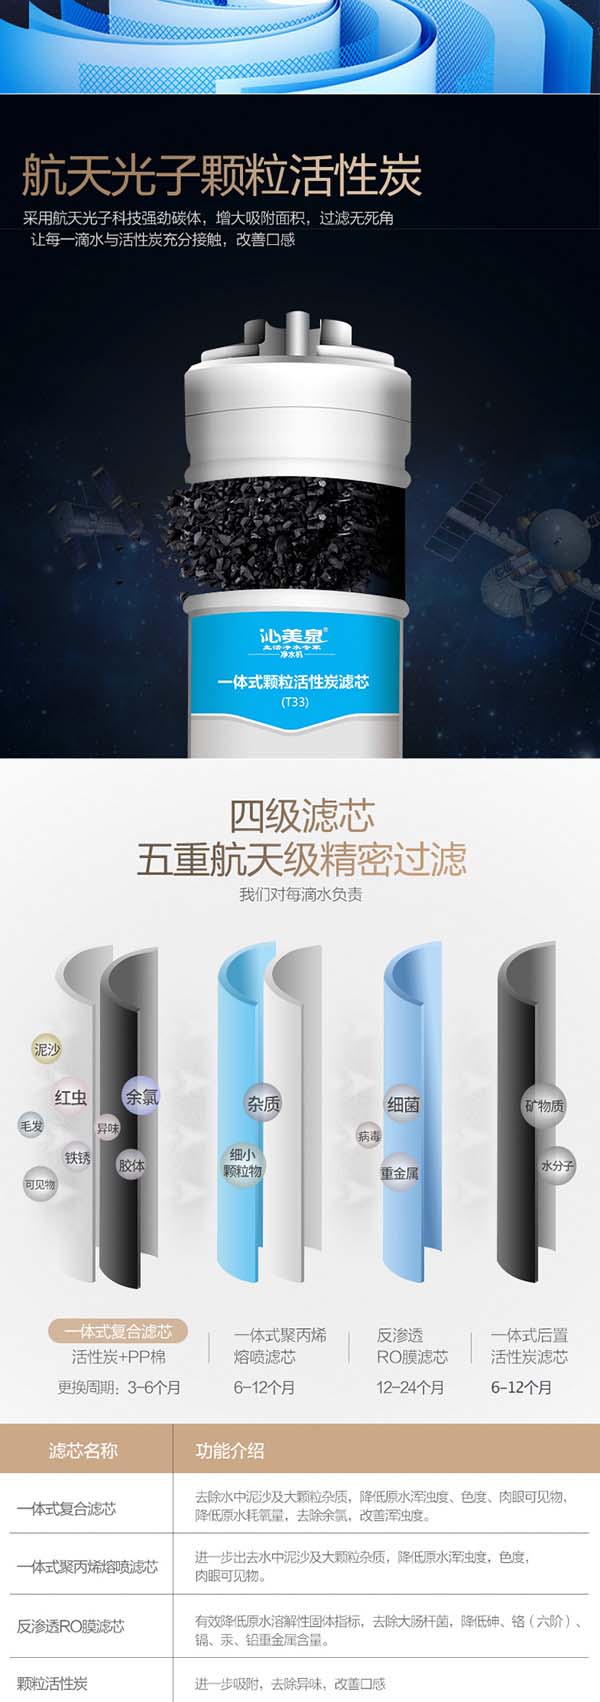 航天光子颗粒活性炭
采用航天光子科技强劲碳体，增大吸附面积，过滤无死角
让每一滴水与活性炭充分接触，改善口感
沁美泉®
生活净水专家
净水机
一体式颗粒活性炭滤芯
(T33)
四级滤芯
五重航天级精密过滤
我们对每滴水负责
泥沙
红虫
余氯
毛发
异味
铁锈
胶体
可见物
杂质
细小
颗粒物
细菌
病毒
重金属
矿物质
水分子
一体式复合滤芯
活性炭+PP棉
更换周期：3-6个月
一体式聚丙烯
熔喷滤芯
6-12个月
反渗透
RO膜滤芯
12-24个月
一体式后置
活性炭滤芯
6-12个月
滤芯名称
功能介绍
一体式复合滤芯
去除水中泥沙及大颗粒杂质，降低原水浑浊度、色度、肉眼可见物，
降低原水耗氧量，去除余氯，改善浑浊度。
一体式聚丙烯熔喷滤芯
进一步出去水中泥沙及大颗粒杂质，降低原水浑浊度，色度，
肉眼可见物。
反渗透RO膜滤芯
有效降低原水溶解性固体指标，去除大肠杆菌，降低砷、铬（六阶）、
镉、汞、铅重金属含量。
颗粒活性炭
进一步吸附，去除异味，改善口感